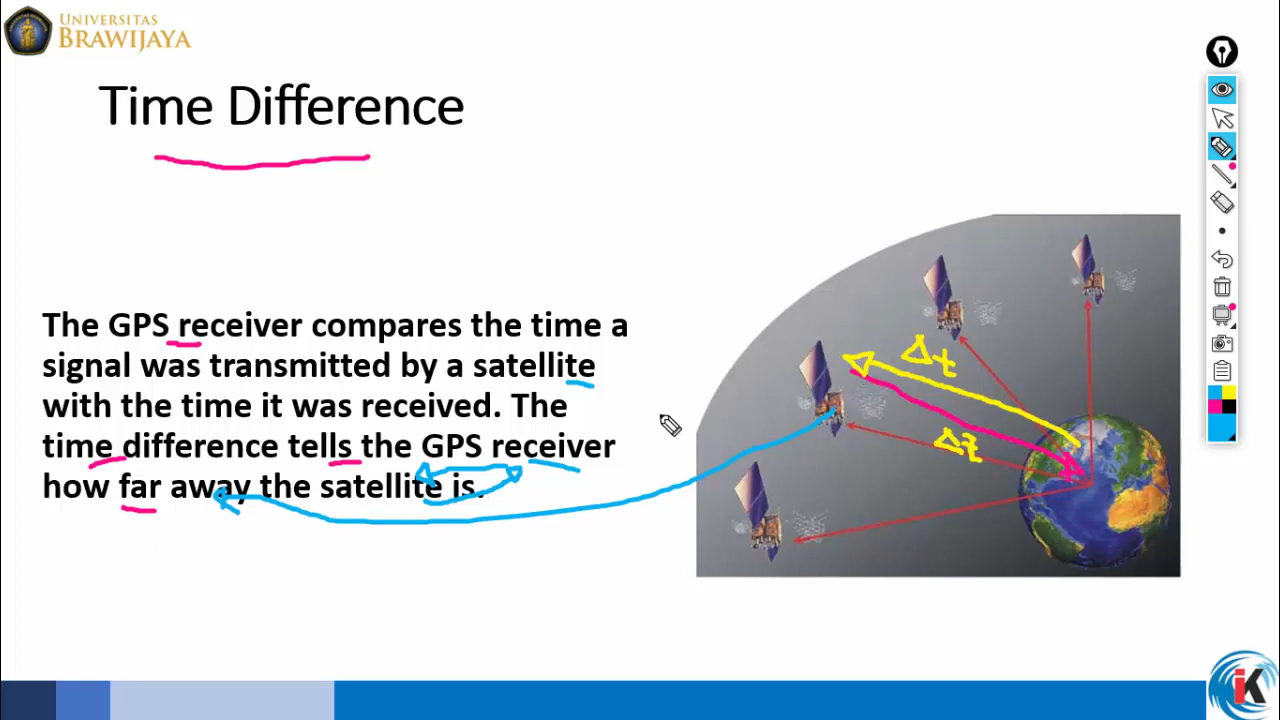 UNIVERSITAS
BRAWIJAYA
Time Difference
The GPS receiver compares the time a
signal was transmitted by a satellite
with the time it was received. The
time difference tells the GPS receiver
how far away the satellite is.
Δt
Δt
iK